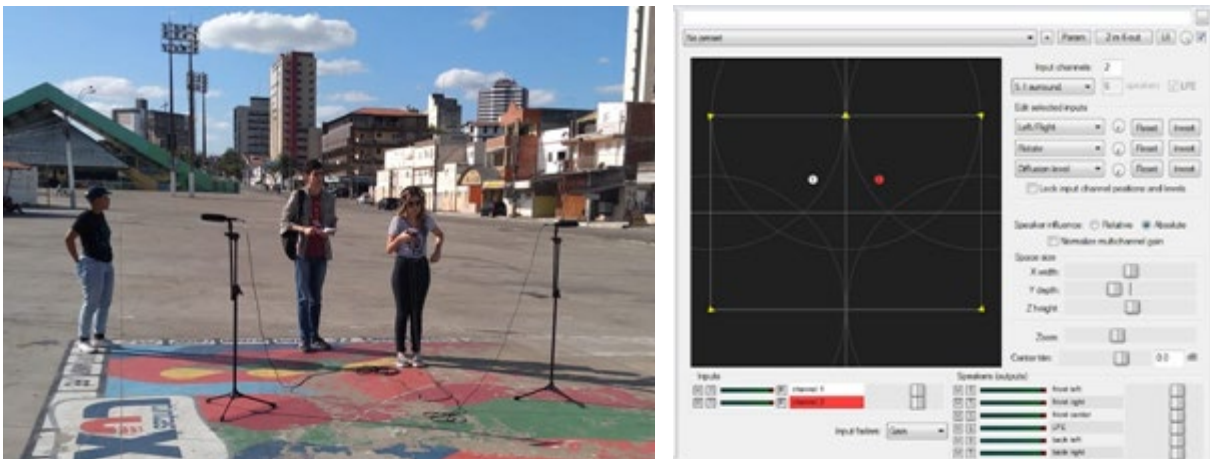 UX
No preset
+ Param 2 in 6 out UI
Input channels: 2
5.1 surround 6 speakers LFE
Edit selected inputs
Left/Right Reset Invert
Rotate Reset Invert
Diffusion level Reset Invert
Lock input channel positions and levels
Speaker influence: Relative Absolute
Normalize multichannel gain
Space size
X width:
Y depth:
Z height:
Zoom:
Center trim: 0.0 dB
Inputs
channel 1
channel 2
Input faders: Gain
Speakers (outputs)
front left
front right
front center
LFE
back left
back right